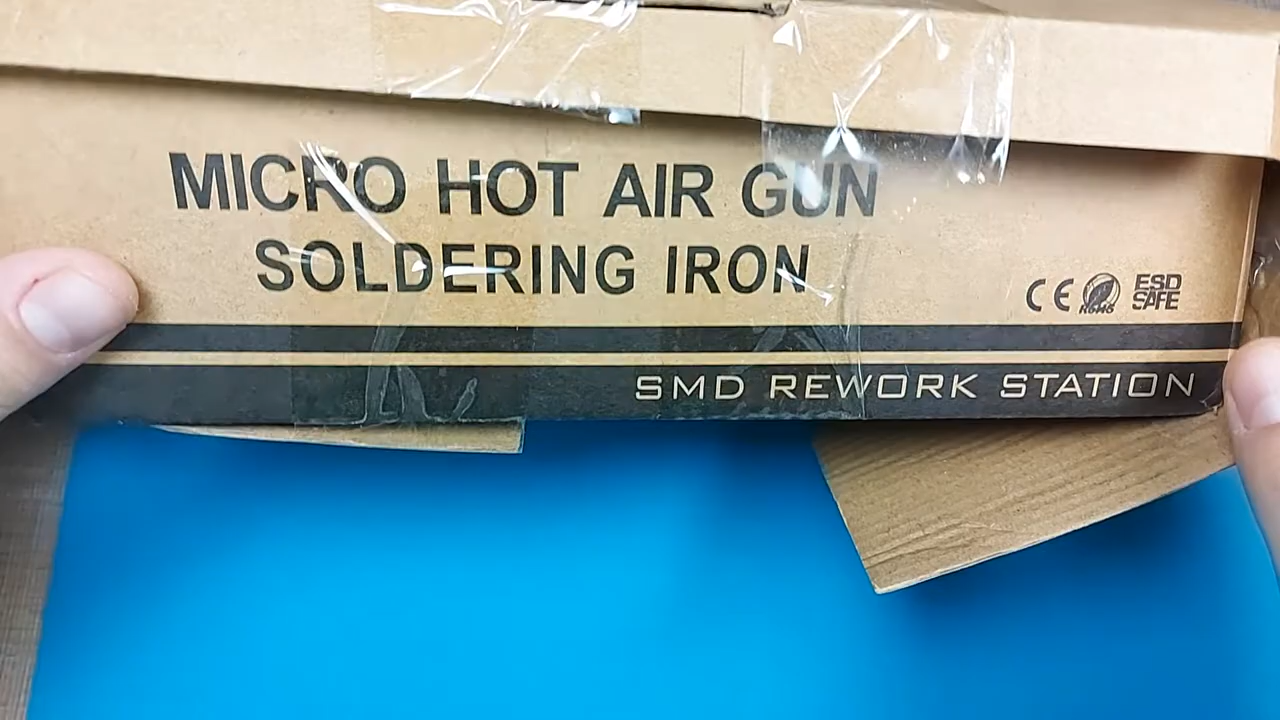 MICRO HOT AIR GUN
SOLDERING IRON
CE RoHS ESD SAFE
SMD REWORK STATION